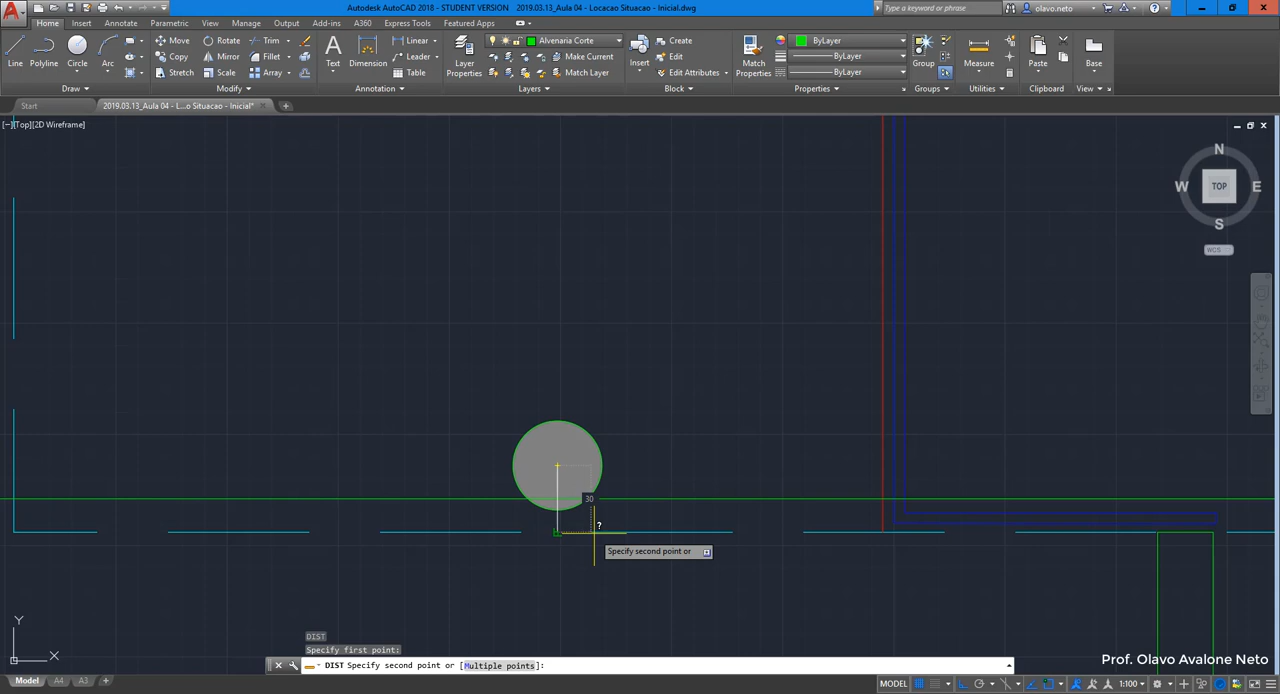 Autodesk AutoCAD 2018 - STUDENT VERSION 2019.03.13_Aula 04 - Locacao Situacao - Inicial.dwg
Type a keyword or phrase
olavo.neto
Home Insert Annotate Parametric View Manage Output Add-ins A360 Express Tools Featured Apps
Line Polyline Circle Arc
Move Rotate Trim
Copy Mirror Fillet
Stretch Scale Array
Text Dimension
Linear
Leader
Table
Layer Properties
Alvenaria Corte
Make Current
Match Layer
Insert
Create
Edit
Edit Attributes
Match Properties
ByLayer
ByLayer
ByLayer
Group
Measure
Paste
Base
Draw Modify Annotation Layers Block Properties Groups Utilities Clipboard View
Start 2019.03.13_Aula 04 - L...o Situacao - Inicial*
[−][Top][2D Wireframe]
N
W TOP E
S
WCS
30
?
Specify second point or
Y
X
DIST
Specify first point:
DIST Specify second point or [Multiple points]:
Prof. Olavo Avalone Neto
Model A4 A3
MODEL
1:100